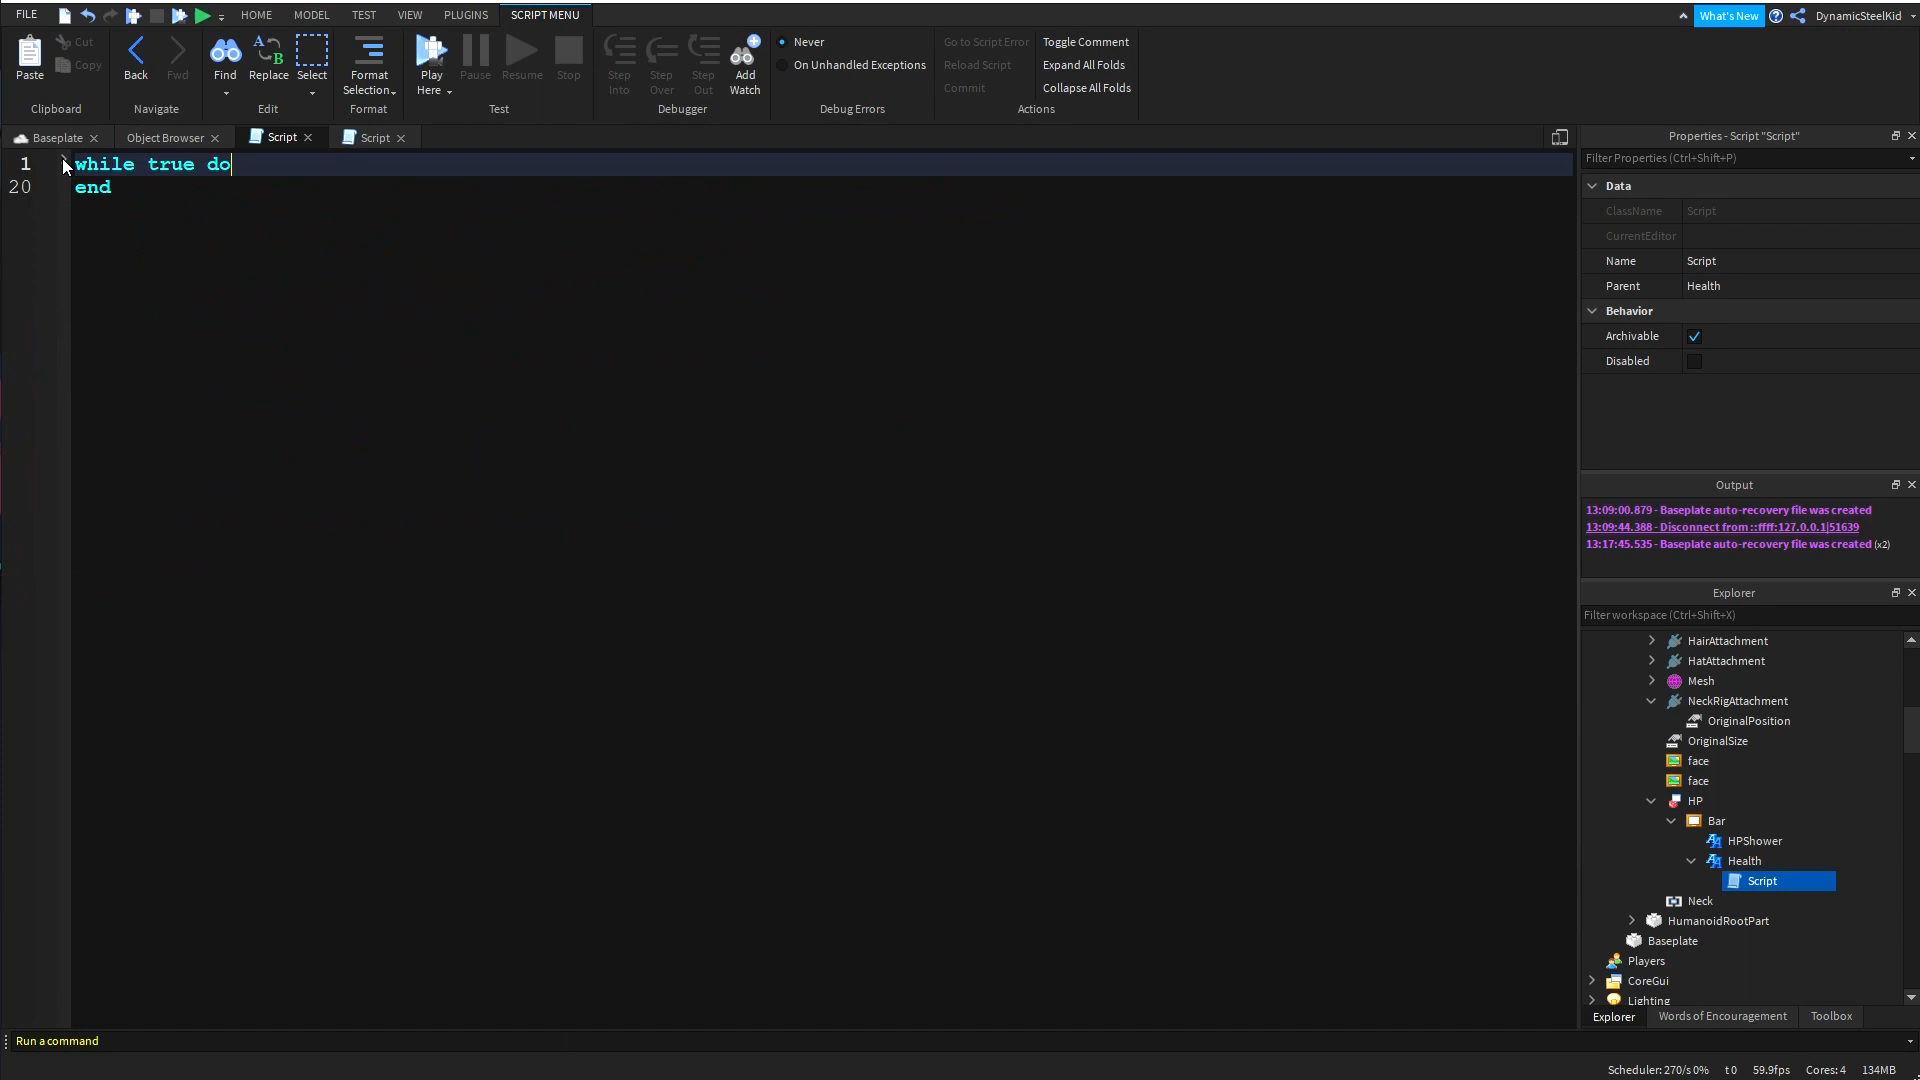 FILE HOME MODEL TEST VIEW PLUGINS SCRIPT MENU What's New DynamicSteelKid
Paste Cut Copy Clipboard
Back Fwd Navigate
Find Replace Select Edit
Format Selection Format
Play Here Pause Resume Stop Test
Step Into Step Over Step Out Add Watch Debugger
Never
On Unhandled Exceptions
Debug Errors
Go to Script Error Toggle Comment
Reload Script Expand All Folds
Commit Collapse All Folds
Actions
Baseplate Object Browser Script Script
1 while true do
20 end
Properties - Script "Script"
Filter Properties (Ctrl+Shift+P)
Data
ClassName Script
CurrentEditor
Name Script
Parent Health
Behavior
Archivable
Disabled
Output
13:09:00.879 - Baseplate auto-recovery file was created
13:09:44.388 - Disconnect from ::ffff:127.0.0.1|51639
13:17:45.535 - Baseplate auto-recovery file was created (x2)
Explorer
Filter workspace (Ctrl+Shift+X)
HairAttachment
HatAttachment
Mesh
NeckRigAttachment
OriginalPosition
OriginalSize
face
face
HP
Bar
HPShower
Health
Script
Neck
HumanoidRootPart
Baseplate
Players
CoreGui
Lighting
Explorer Words of Encouragement Toolbox
Run a command
Scheduler: 270/s 0% t 0 59.9fps Cores: 4 134MB